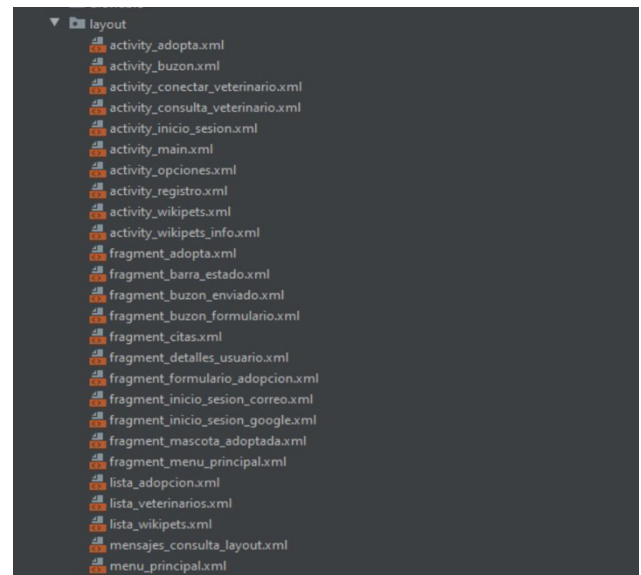 layout
activity_adopta.xml
activity_buzon.xml
activity_conectar_veterinario.xml
activity_consulta_veterinario.xml
activity_inicio_sesion.xml
activity_main.xml
activity_opciones.xml
activity_registro.xml
activity_wikipets.xml
activity_wikipets_info.xml
fragment_adopta.xml
fragment_barra_estado.xml
fragment_buzon_enviado.xml
fragment_buzon_formulario.xml
fragment_citas.xml
fragment_detalles_usuario.xml
fragment_formulario_adopcion.xml
fragment_inicio_sesion_correo.xml
fragment_inicio_sesion_google.xml
fragment_mascota_adoptada.xml
fragment_menu_principal.xml
lista_adopcion.xml
lista_veterinarios.xml
lista_wikipets.xml
mensajes_consulta_layout.xml
menu_principal.xml